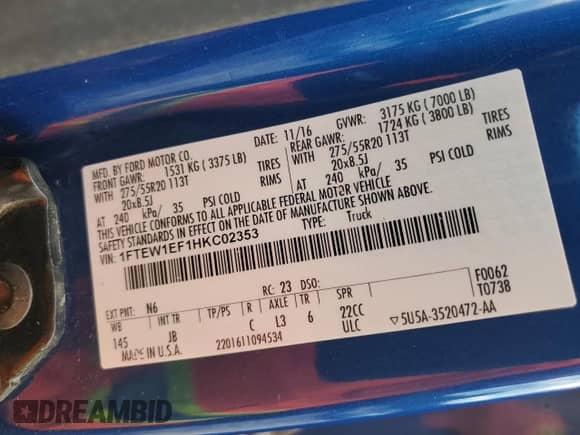 MFD. BY FORD MOTOR CO. DATE: 11/16 GVWR: 3175 KG ( 7000 LB)
FRONT GAWR: 1531 KG ( 3375 LB) REAR GAWR: 1724 KG ( 3800 LB)
WITH 275/55R20 113T TIRES WITH 275/55R20 113T TIRES
20x8.5J RIMS 20x8.5J RIMS
AT 240 kPa/ 35 PSI COLD AT 240 kPa/ 35 PSI COLD
THIS VEHICLE CONFORMS TO ALL APPLICABLE FEDERAL MOTOR VEHICLE
SAFETY STANDARDS IN EFFECT ON THE DATE OF MANUFACTURE SHOWN ABOVE.
VIN: 1FTEW1EF1HKC02353 TYPE: Truck
F0062
T0738
EXT PNT: N6 RC: 23 DSO:
WB INT TR TP/PS R AXLE TR SPR
145 JB C L3 6 22CC
ULC
MADE IN U.S.A. 2201611094534 ▽5U5A-3520472-AA
DREAMBID